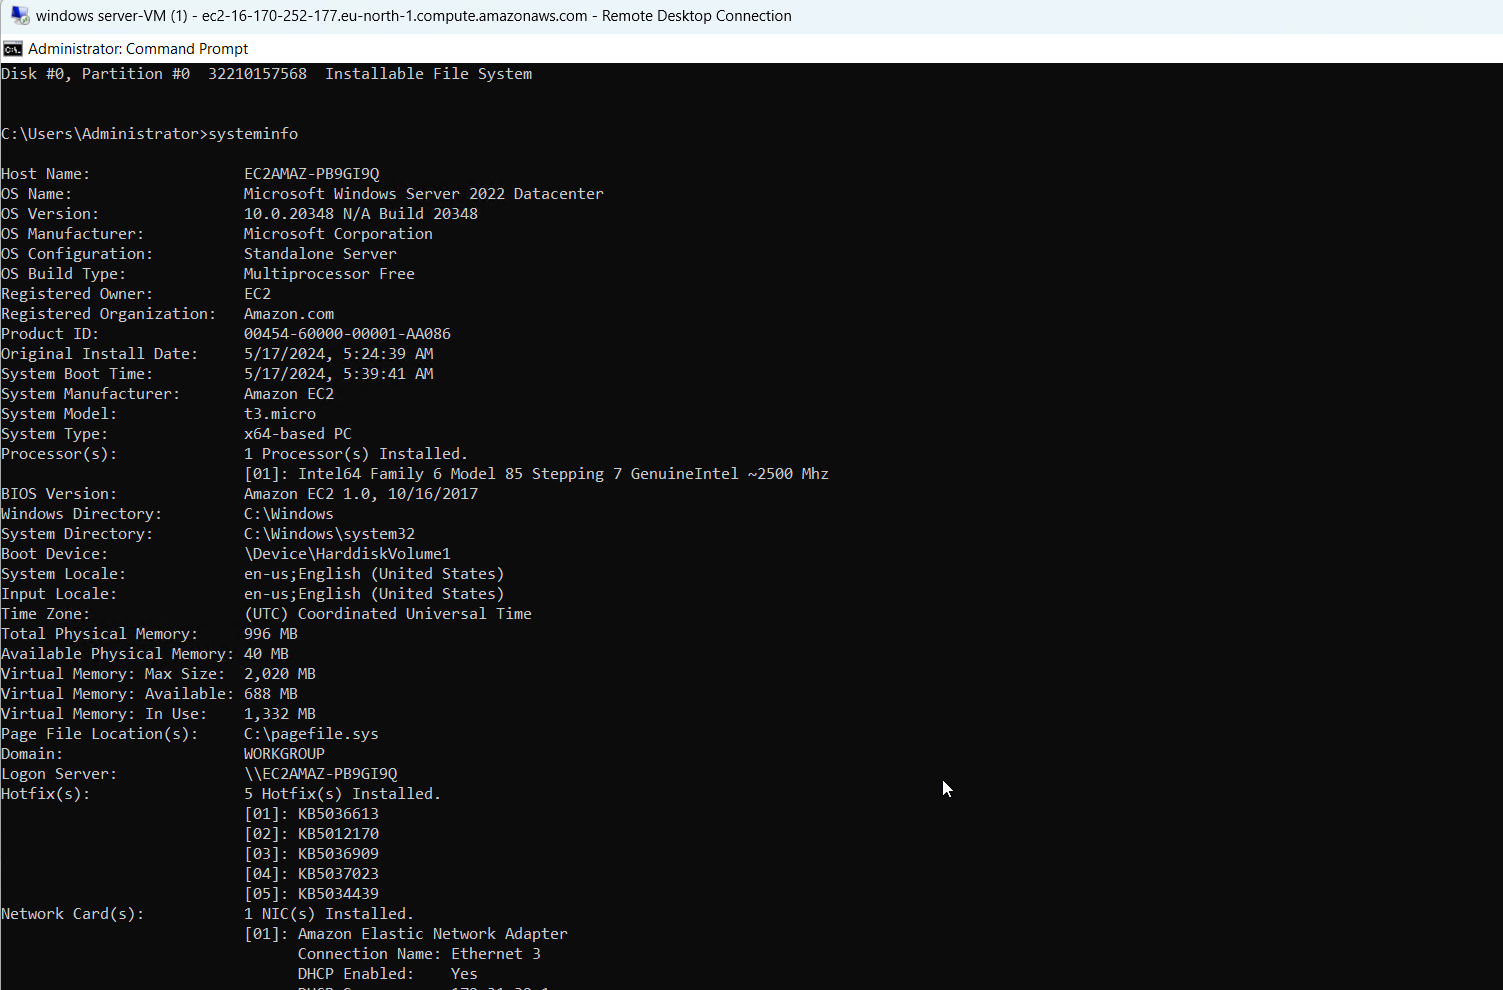 windows server-VM (1) - ec2-16-170-252-177.eu-north-1.compute.amazonaws.com - Remote Desktop Connection
Administrator: Command Prompt
Disk #0, Partition #0  32210157568  Installable File System
C:\Users\Administrator>systeminfo
Host Name:                 EC2AMAZ-PB9GI9Q
OS Name:                   Microsoft Windows Server 2022 Datacenter
OS Version:                10.0.20348 N/A Build 20348
OS Manufacturer:           Microsoft Corporation
OS Configuration:          Standalone Server
OS Build Type:             Multiprocessor Free
Registered Owner:          EC2
Registered Organization:   Amazon.com
Product ID:                00454-60000-00001-AA086
Original Install Date:     5/17/2024, 5:24:39 AM
System Boot Time:          5/17/2024, 5:39:41 AM
System Manufacturer:       Amazon EC2
System Model:              t3.micro
System Type:               x64-based PC
Processor(s):              1 Processor(s) Installed.
                           [01]: Intel64 Family 6 Model 85 Stepping 7 GenuineIntel ~2500 Mhz
BIOS Version:              Amazon EC2 1.0, 10/16/2017
Windows Directory:         C:\Windows
System Directory:          C:\Windows\system32
Boot Device:               \Device\HarddiskVolume1
System Locale:             en-us;English (United States)
Input Locale:              en-us;English (United States)
Time Zone:                 (UTC) Coordinated Universal Time
Total Physical Memory:     996 MB
Available Physical Memory: 40 MB
Virtual Memory: Max Size:  2,020 MB
Virtual Memory: Available: 688 MB
Virtual Memory: In Use:    1,332 MB
Page File Location(s):     C:\pagefile.sys
Domain:                    WORKGROUP
Logon Server:              \\EC2AMAZ-PB9GI9Q
Hotfix(s):                 5 Hotfix(s) Installed.
                           [01]: KB5036613
                           [02]: KB5012170
                           [03]: KB5036909
                           [04]: KB5037023
                           [05]: KB5034439
Network Card(s):           1 NIC(s) Installed.
                           [01]: Amazon Elastic Network Adapter
                                 Connection Name: Ethernet 3
                                 DHCP Enabled:    Yes